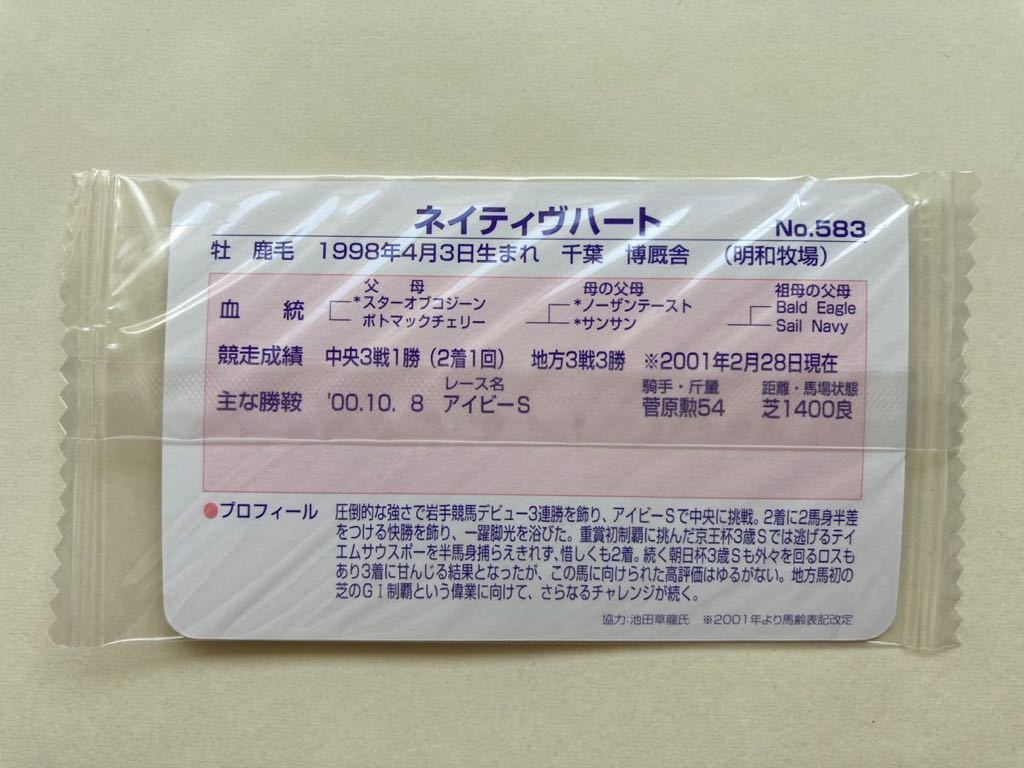 ネイティヴハート No.583
牡 鹿毛 1998年4月3日生まれ 千葉 博厩舎 (明和牧場)
父 母 母の父母 祖母の父母
血統 *スターオブコジーン *ノーザンテースト Bald Eagle
ポトマックチェリー *サンサン Sail Navy
競走成績 中央3戦1勝(2着1回) 地方3戦3勝 ※2001年2月28日現在
レース名 騎手・斤量 距離・馬場状態
主な勝鞍 '00.10. 8 アイビーS 菅原勲54 芝1400良
●プロフィール 圧倒的な強さで岩手競馬デビュー3連勝を飾り、アイビーSで中央に挑戦。2着に2馬身半差
をつける快勝を飾り、一躍脚光を浴びた。重賞初制覇に挑んだ京王杯3歳Sでは逃げるテイ
エムサウスポーを半馬身捕らえきれず、惜しくも2着。続く朝日杯3歳Sも外々を回るロスも
あり3着に甘んじる結果となったが、この馬に向けられた高評価はゆるがない。地方馬初の
芝のGⅠ制覇という偉業に向けて、さらなるチャレンジが続く。
協力:池田草龍氏 ※2001年より馬齢表記改定